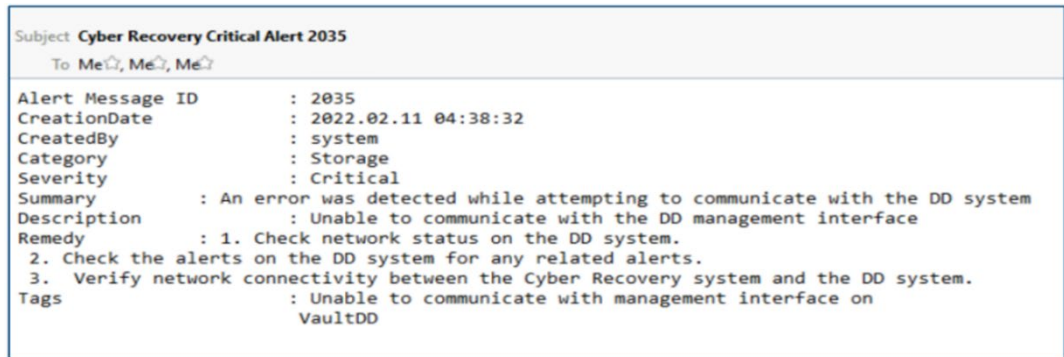 Subject Cyber Recovery Critical Alert 2035
To Me☆, Me☆, Me☆
Alert Message ID : 2035
CreationDate : 2022.02.11 04:38:32
CreatedBy : system
Category : Storage
Severity : Critical
Summary : An error was detected while attempting to communicate with the DD system
Description : Unable to communicate with the DD management interface
Remedy : 1. Check network status on the DD system.
2. Check the alerts on the DD system for any related alerts.
3. Verify network connectivity between the Cyber Recovery system and the DD system.
Tags : Unable to communicate with management interface on
VaultDD